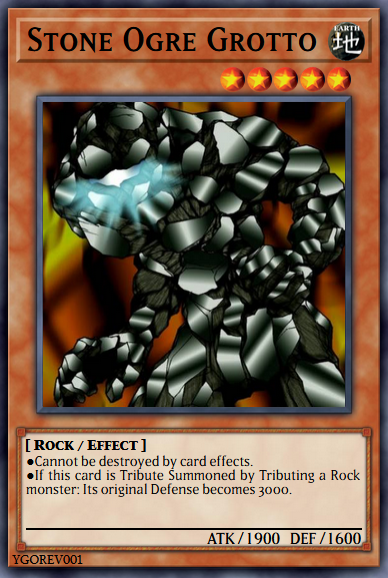 Stone Ogre Grotto
EARTH
地
[ Rock / Effect ]
●Cannot be destroyed by card effects.
●If this card is Tribute Summoned by Tributing a Rock
monster: Its original Defense becomes 3000.
ATK / 1900 DEF / 1600
YGOREV001